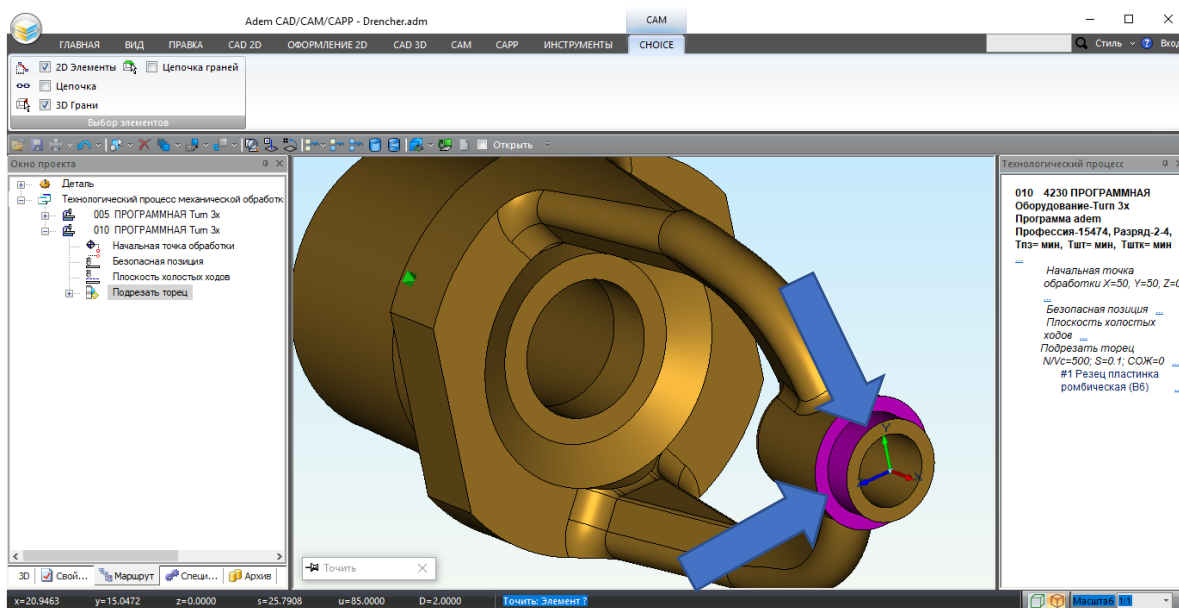 Adem CAD/CAM/CAPP - Drencher.adm
CAM
ГЛАВНАЯ ВИД ПРАВКА CAD 2D ОФОРМЛЕНИЕ 2D CAD 3D CAM CAPP ИНСТРУМЕНТЫ CHOICE
Стиль
Вход
2D Элементы
Цепочка граней
Цепочка
3D Грани
Выбор элементов
Открыть
Окно проекта
Деталь
Технологический процесс механической обработк
005 ПРОГРАММНАЯ Turn 3x
010 ПРОГРАММНАЯ Turn 3x
Начальная точка обработки
Безопасная позиция
Плоскость холостых ходов
Подрезать торец
3D Свой... Маршрут Специ... Архив
Y
X
Точить
Технологический процесс
010 4230 ПРОГРАММНАЯ
Оборудование-Turn 3x
Программа adem
Профессия-15474, Разряд-2-4,
Тпз= мин, Тшт= мин, Тштк= мин
...
Начальная точка
обработки X=50, Y=50, Z=0
...
Безопасная позиция ...
Плоскость холостых
ходов ...
Подрезать торец
N/Vc=500; S=0.1; СОЖ=0 ...
#1 Резец пластинка
ромбическая (B6) ...
x=20.9463 y=15.0472 z=0.0000 s=25.7908 u=85.0000 D=2.0000 Точить: Элемент ?
Масштаб 1:1